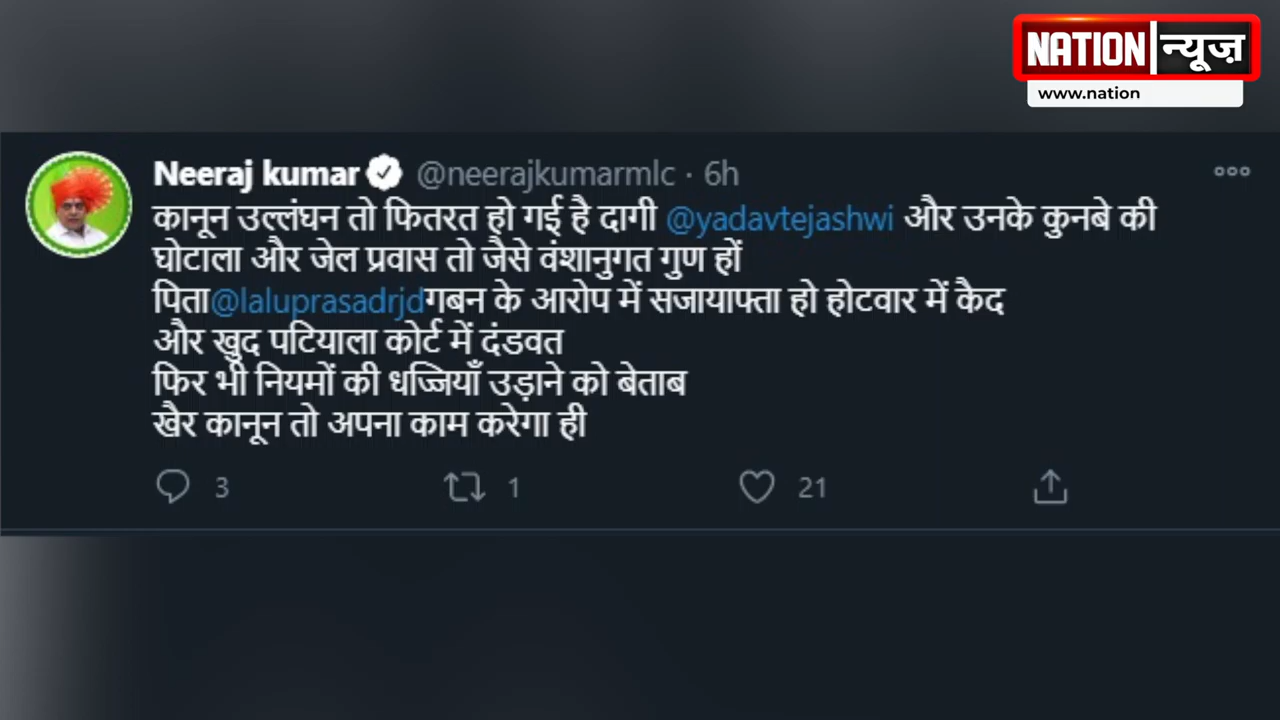 NATION न्यूज़
www.nation
Neeraj kumar @neerajkumarmlc · 6h
कानून उल्लंघन तो फितरत हो गई है दागी @yadavtejashwi और उनके कुनबे की
घोटाला और जेल प्रवास तो जैसे वंशानुगत गुण हों
पिता@laluprasadrjdगबन के आरोप में सजायाफ्ता हो होटवार में कैद
और खुद पटियाला कोर्ट में दंडवत
फिर भी नियमों की धज्जियाँ उड़ाने को बेताब
खैर कानून तो अपना काम करेगा ही
3 1 21